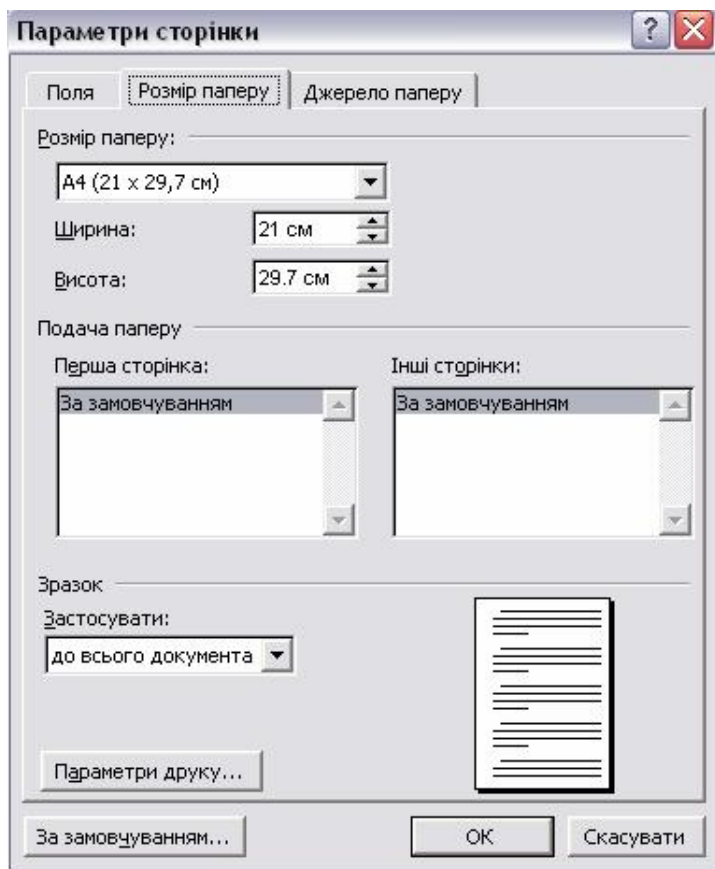 Параметри сторінки
Поля Розмір паперу Джерело паперу
Розмір паперу:
A4 (21 x 29,7 см)
Ширина: 21 см
Висота: 29.7 см
Подача паперу
Перша сторінка: Інші сторінки:
За замовчуванням За замовчуванням
Зразок
Застосувати:
до всього документа
Параметри друку...
За замовчуванням... ОК Скасувати